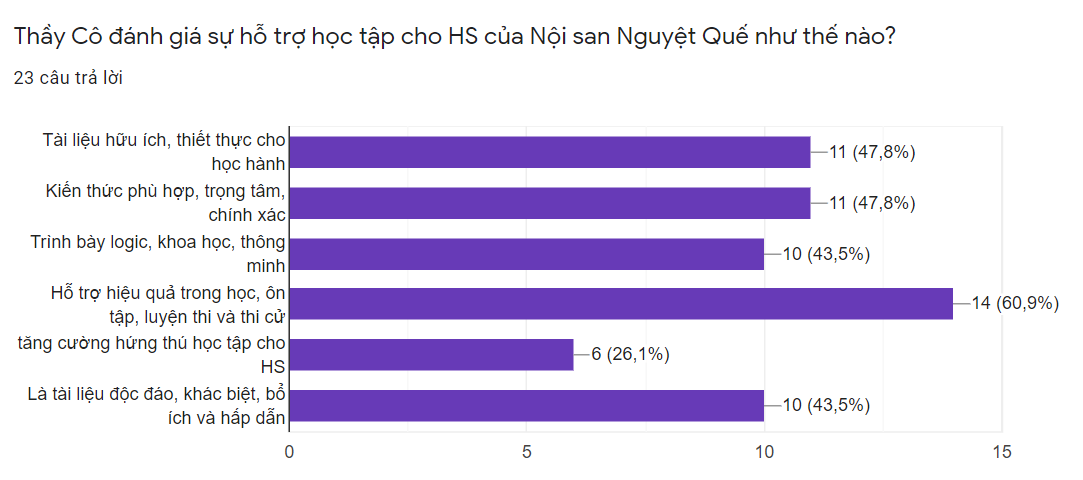 Thầy Cô đánh giá sự hỗ trợ học tập cho HS của Nội san Nguyệt Quế như thế nào?
23 câu trả lời
Tài liệu hữu ích, thiết thực cho
học hành
11 (47,8%)
Kiến thức phù hợp, trọng tâm,
chính xác
11 (47,8%)
Trình bày logic, khoa học, thông
minh
10 (43,5%)
Hỗ trợ hiệu quả trong học, ôn
tập, luyện thi và thi cử
14 (60,9%)
tăng cường hứng thú học tập cho
HS
6 (26,1%)
Là tài liệu độc đáo, khác biệt, bổ
ích và hấp dẫn
10 (43,5%)
0 5 10 15